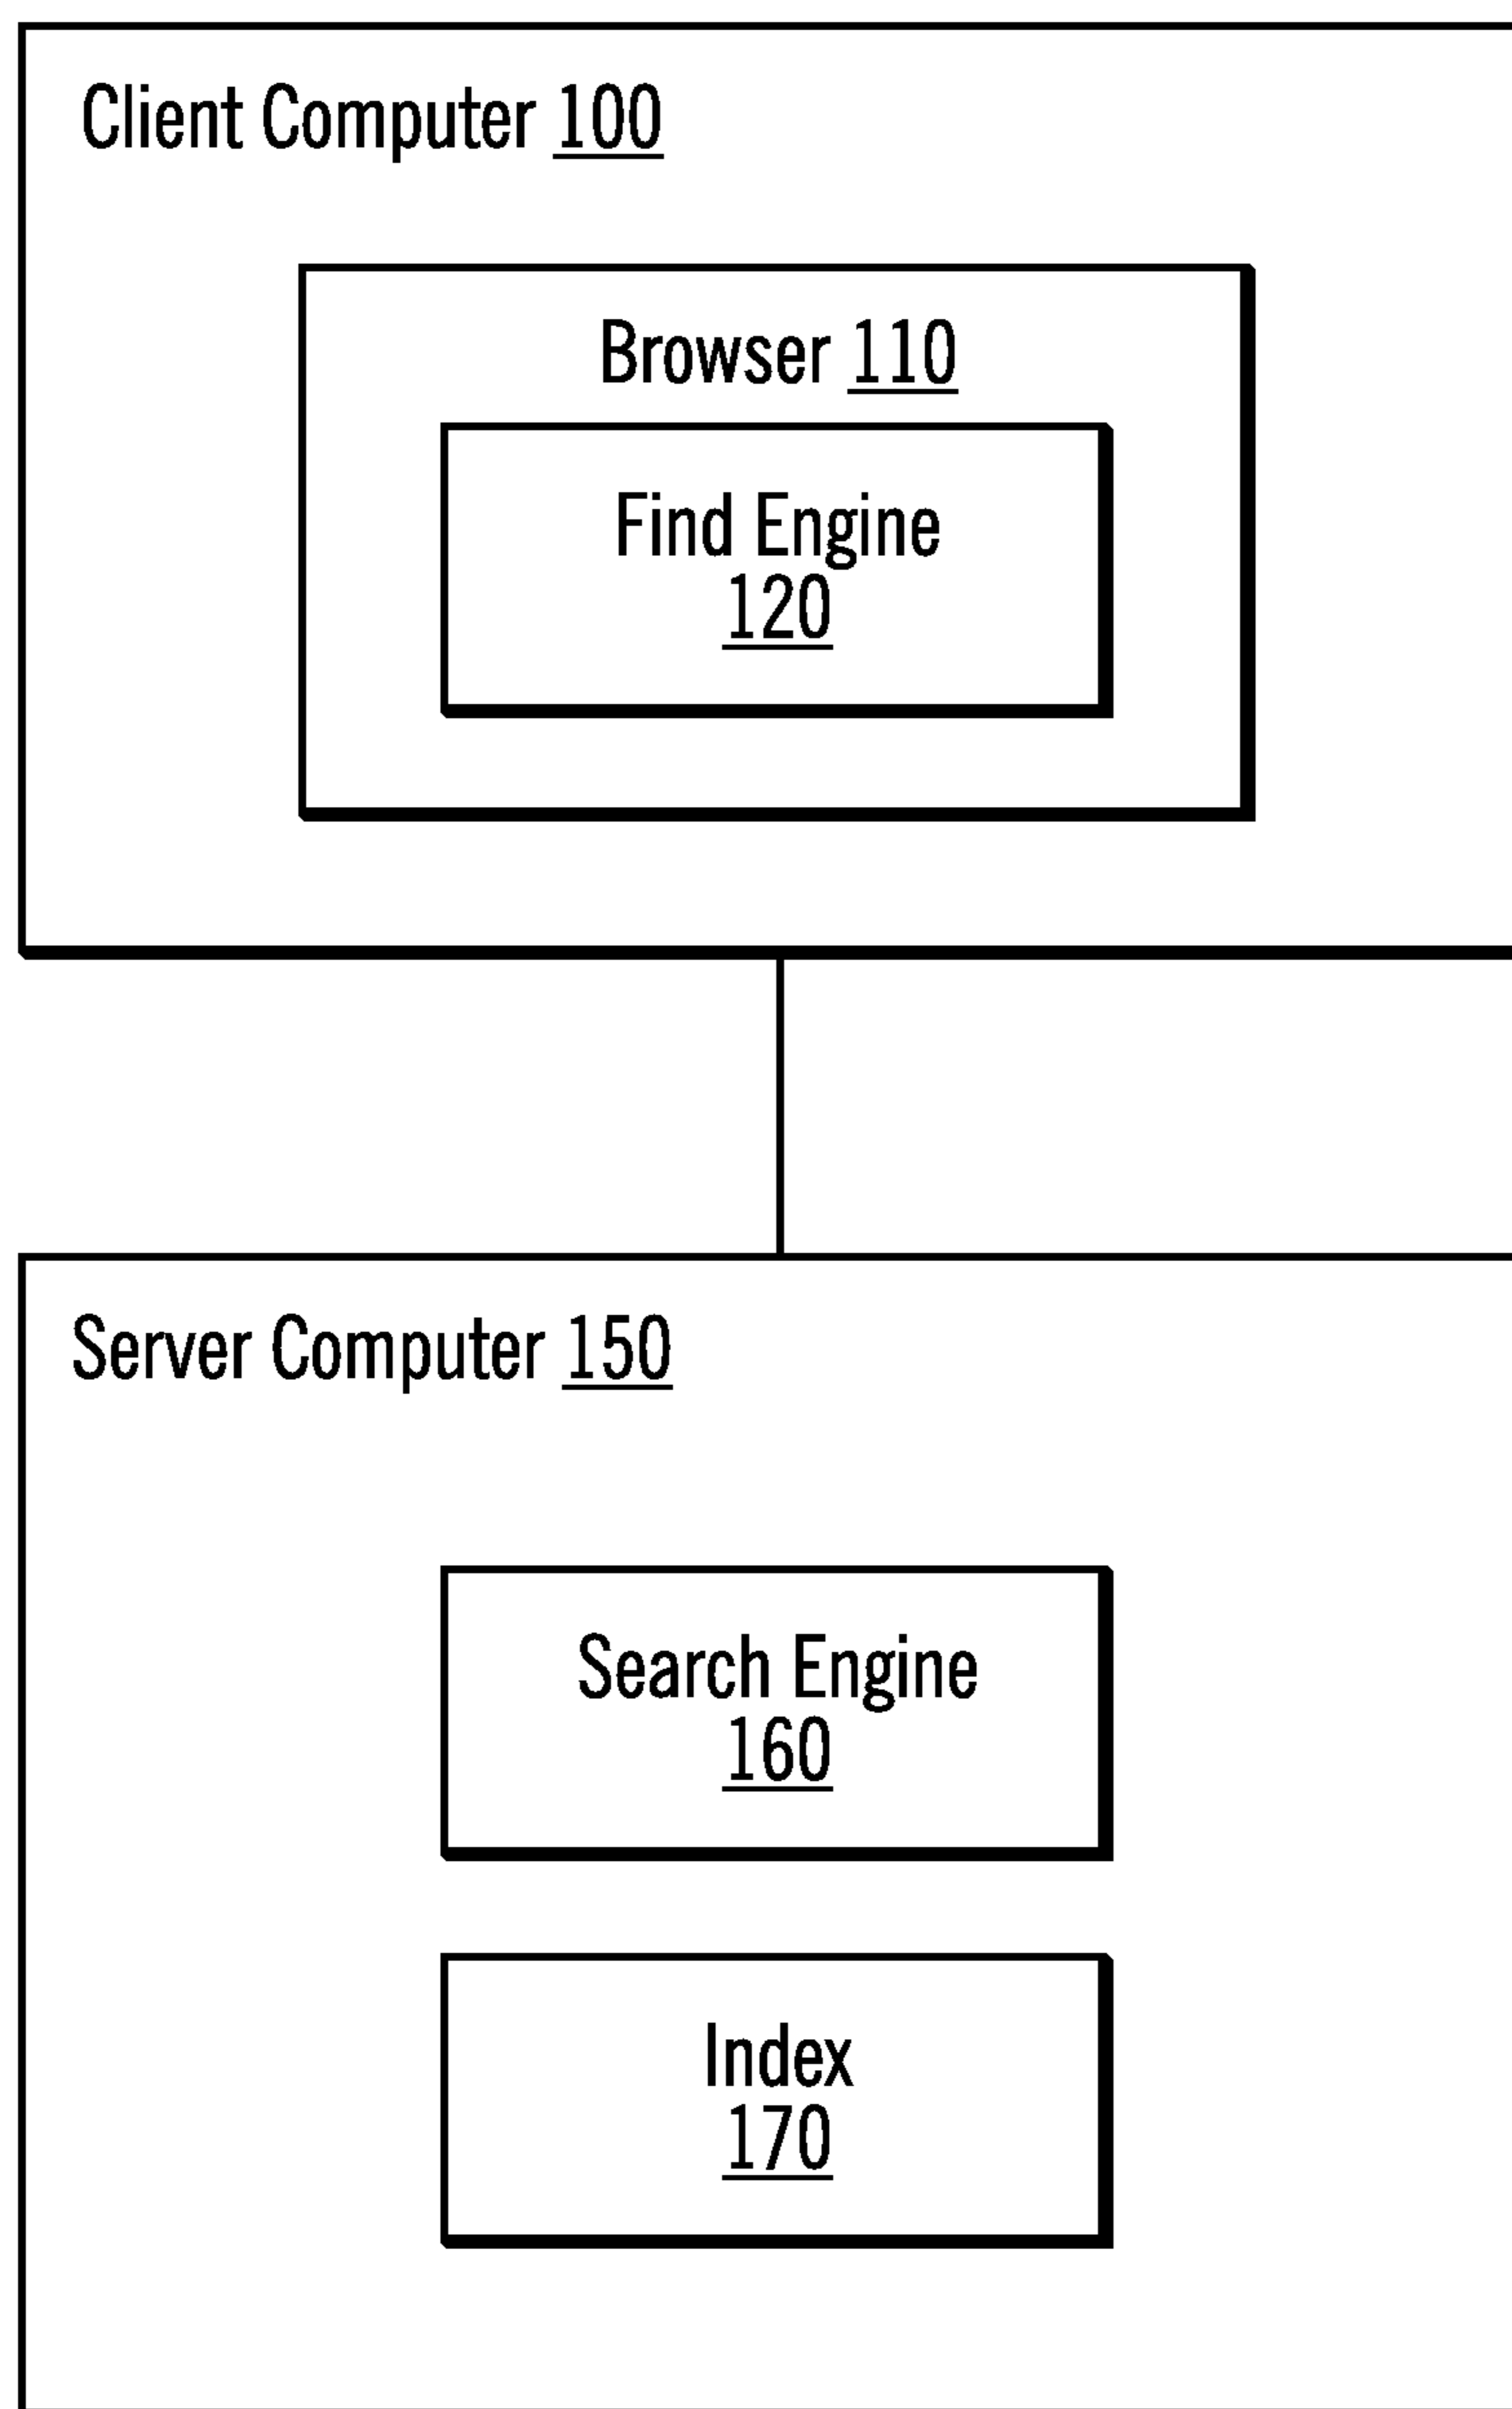 Client Computer 100
Browser 110
Find Engine
120
Server Computer 150
Search Engine
160
Index
170